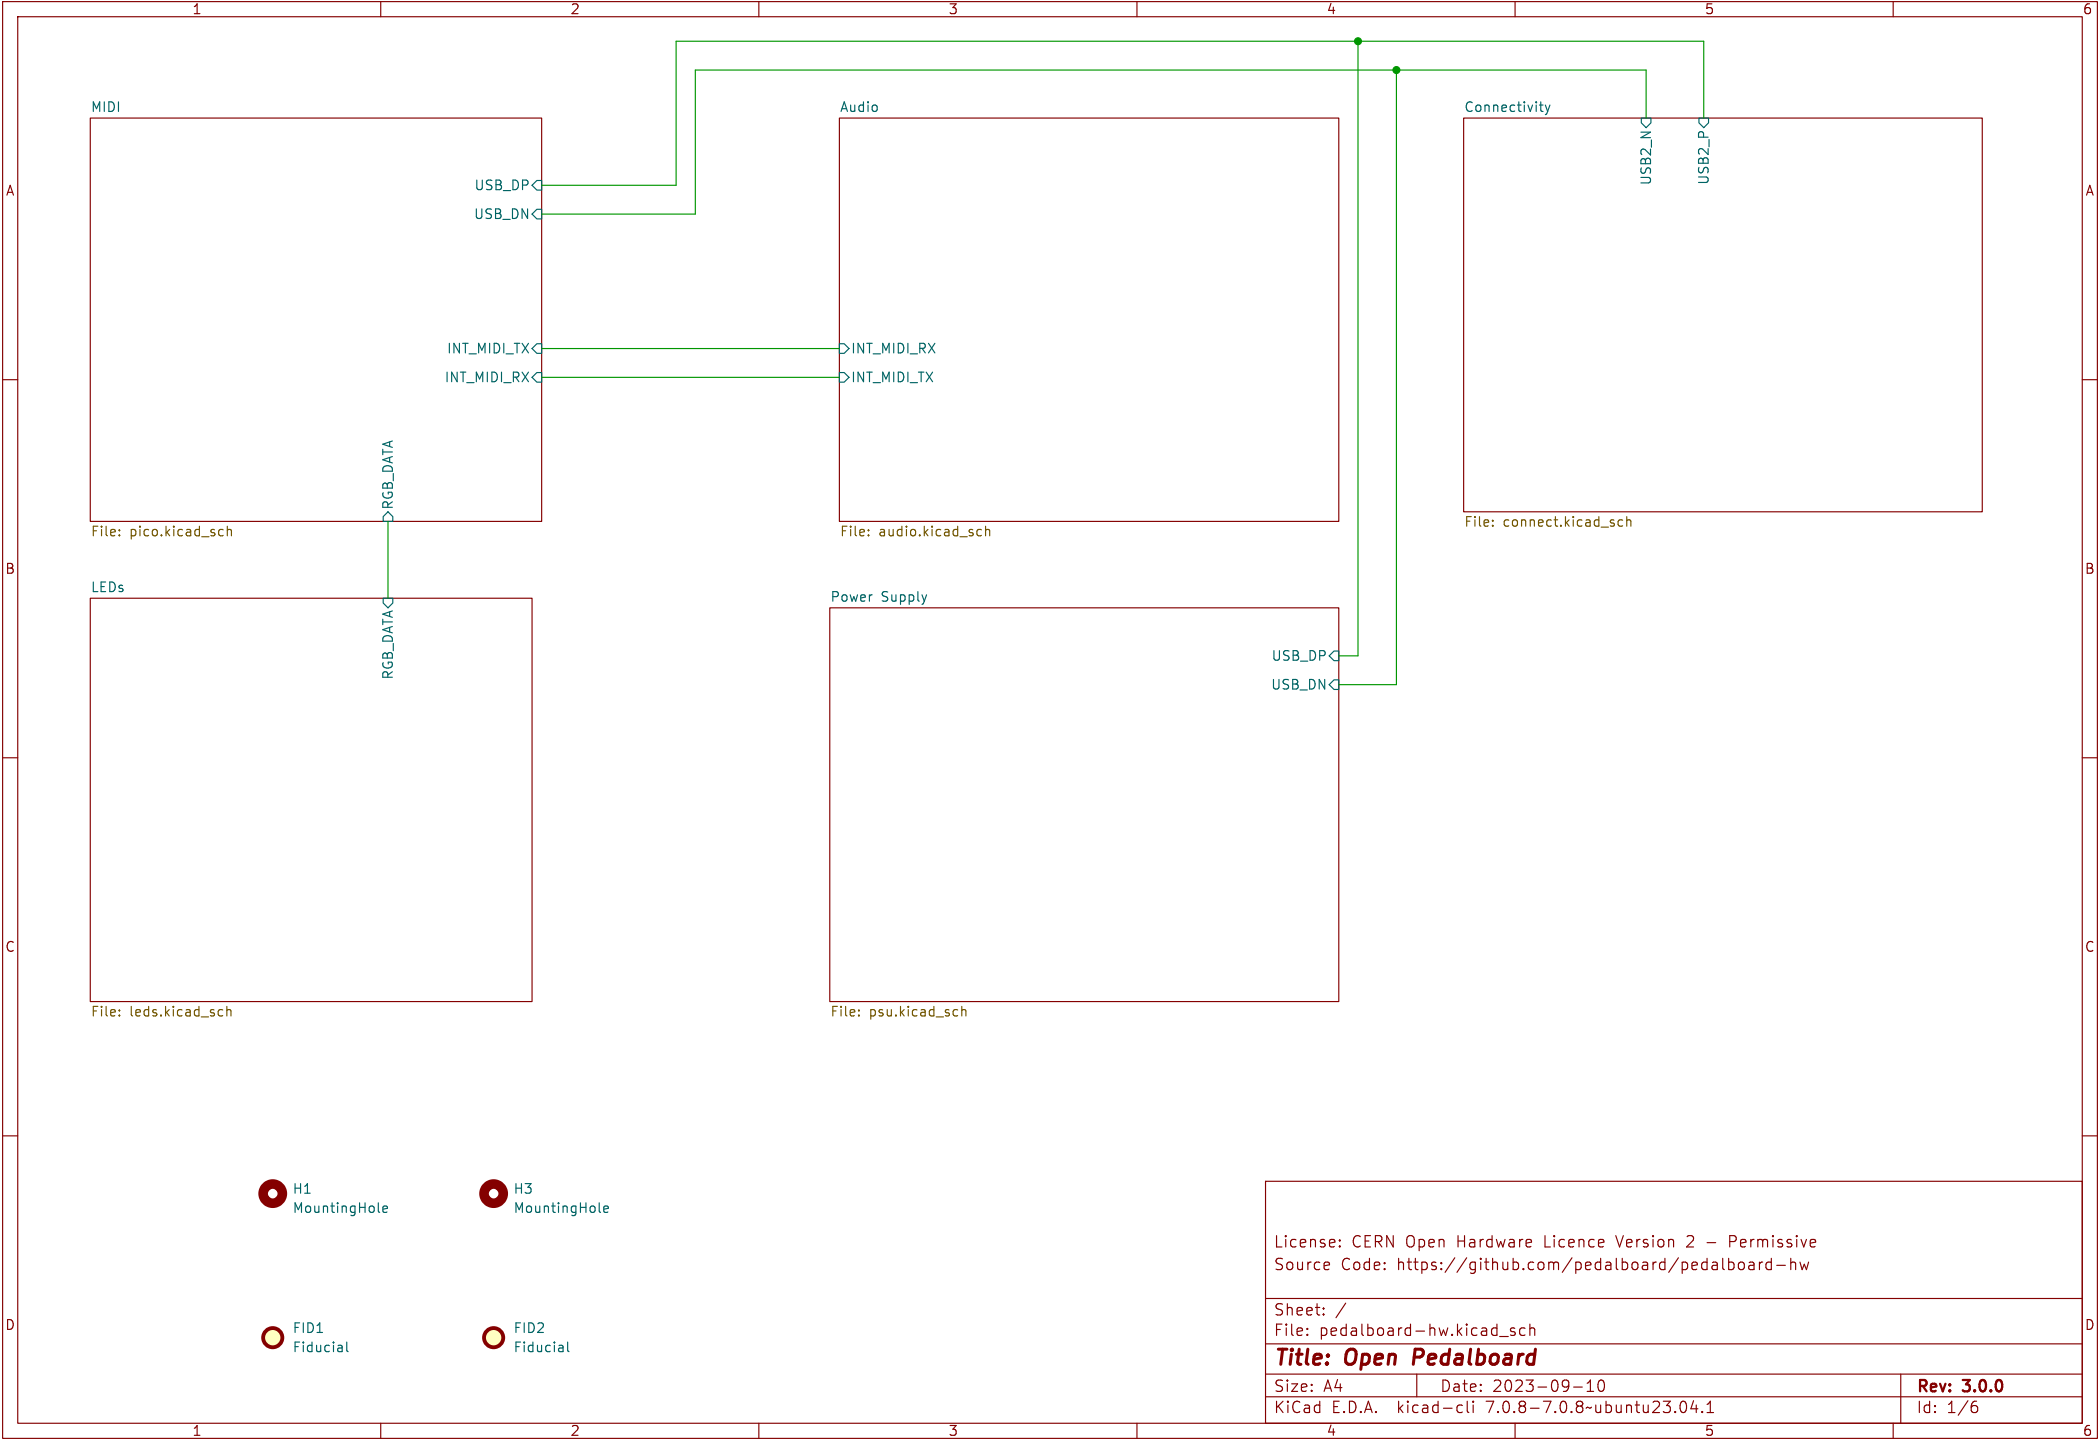 1 2 3 4 5 6
MIDI
Audio
Connectivity
USB_DP
USB_DN
USB2_N
USB2_P
A
A
INT_MIDI_TX
INT_MIDI_RX
INT_MIDI_RX
INT_MIDI_TX
RGB_DATA
File: pico.kicad_sch
File: audio.kicad_sch
File: connect.kicad_sch
B
B
LEDs
Power Supply
RGB_DATA
USB_DP
USB_DN
C
C
File: leds.kicad_sch
File: psu.kicad_sch
H1
MountingHole
H3
MountingHole
FID1
Fiducial
FID2
Fiducial
D
D
License: CERN Open Hardware Licence Version 2 - Permissive
Source Code: https://github.com/pedalboard/pedalboard-hw
Sheet: /
File: pedalboard-hw.kicad_sch
Title: Open Pedalboard
Size: A4
Date: 2023-09-10
Rev: 3.0.0
KiCad E.D.A. kicad-cli 7.0.8-7.0.8~ubuntu23.04.1
Id: 1/6
1 2 3 4 5 6